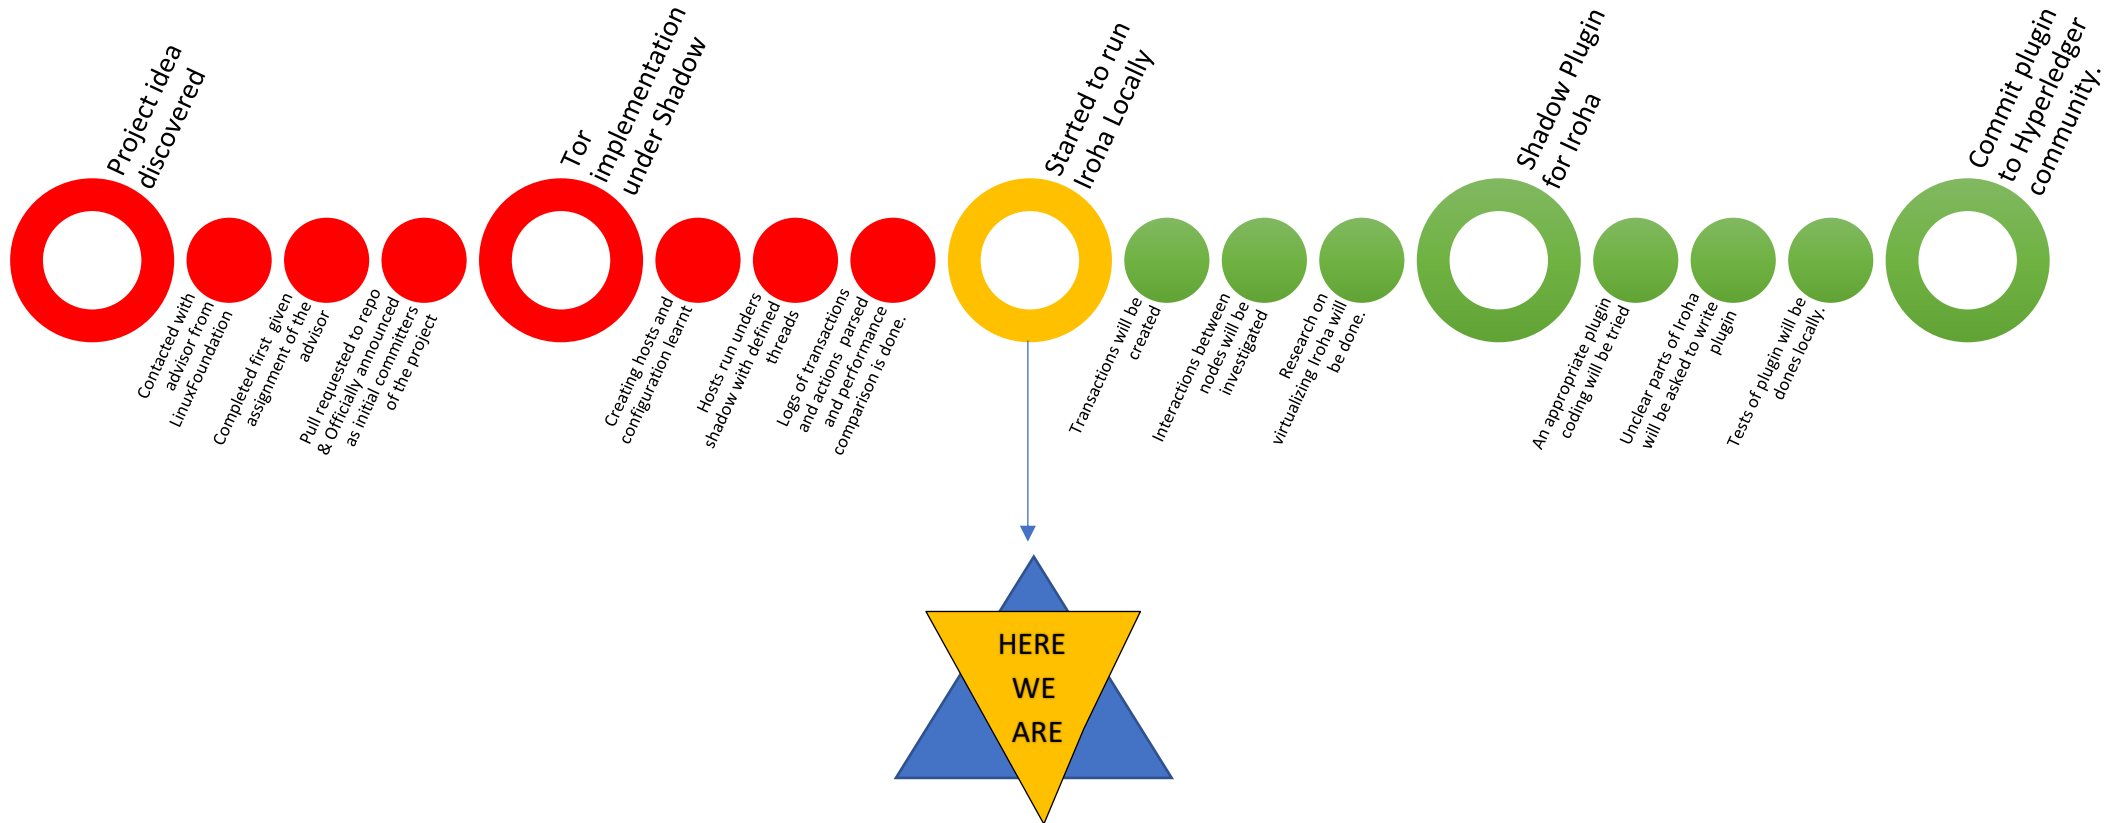 Project idea
discovered
Contacted with
advisor from
LinuxFoundation
Completed first given
assignment of the
advisor
Pull requested to repo
& Officially announced
as initial committers
of the project
Tor
implementation
under Shadow
Creating hosts and
configuration learnt
Hosts run unders
shadow with defined
threads
Logs of transactions
and actions parsed
and performance
comparison is done.
Started to run
Iroha Locally
Transactions will be
created
Interactions between
nodes will be
investigated
Research on
virtualizing Iroha will
be done.
Shadow Plugin
for Iroha
An appropriate plugin
coding will be tried
Unclear parts of Iroha
will be asked to write
plugin
Tests of plugin will be
dones locally.
Commit plugin
to Hyperledger
community.
HERE
WE
ARE